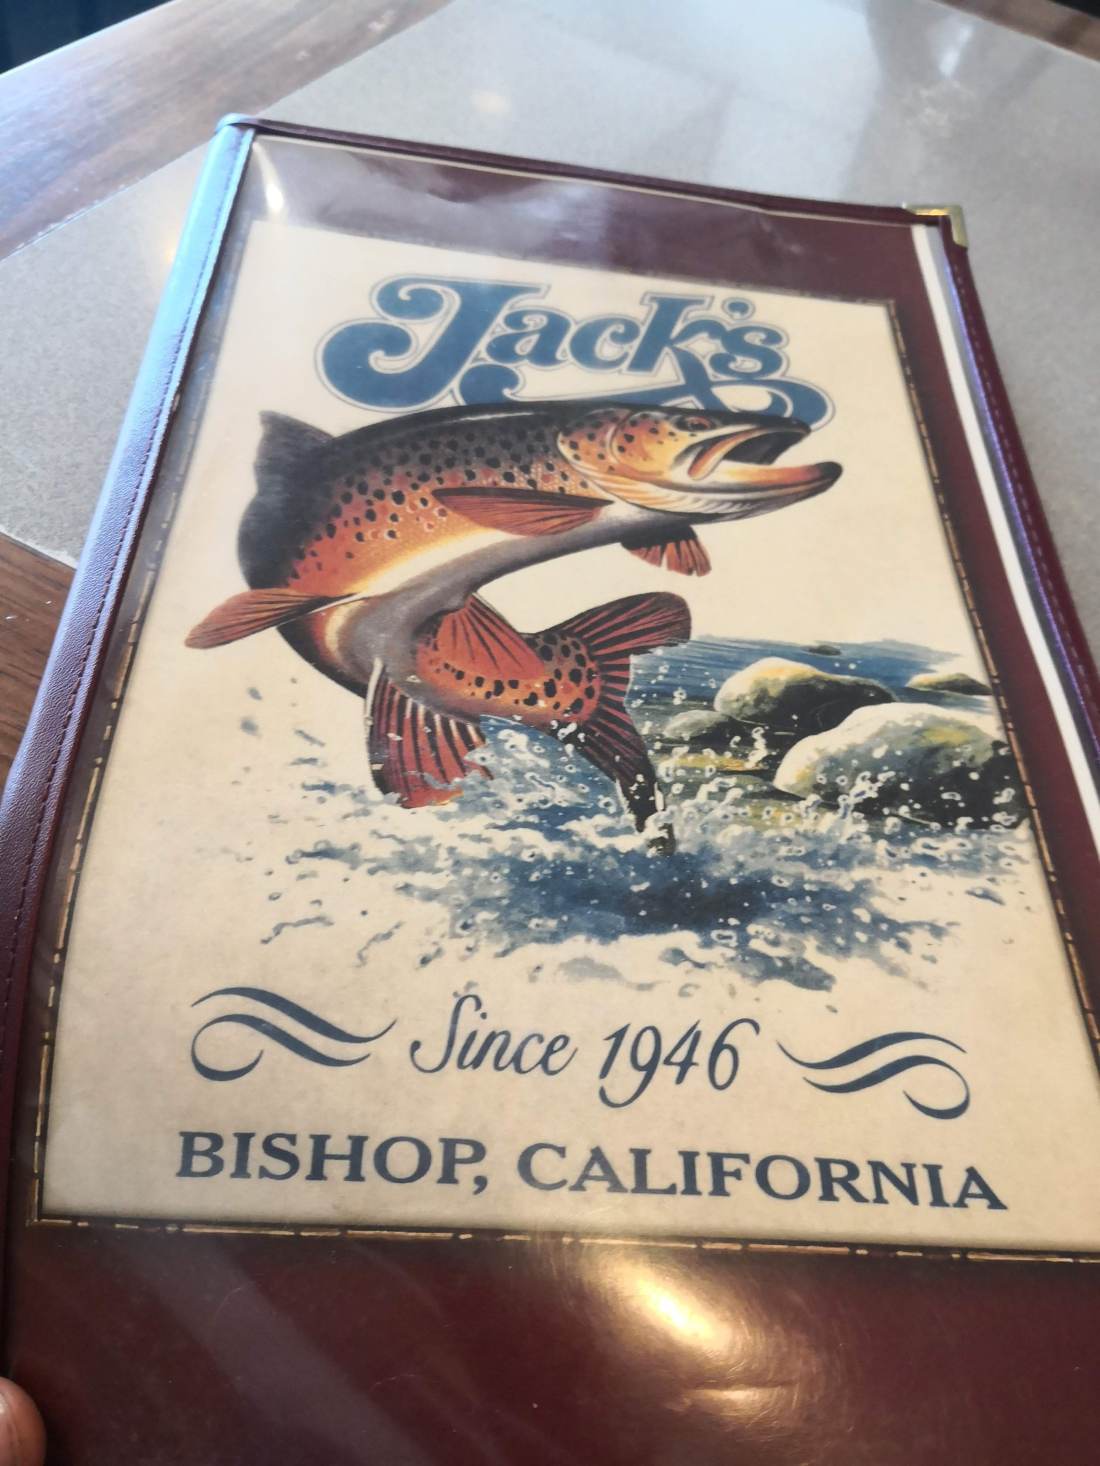 Jack's
Since 1946
BISHOP, CALIFORNIA